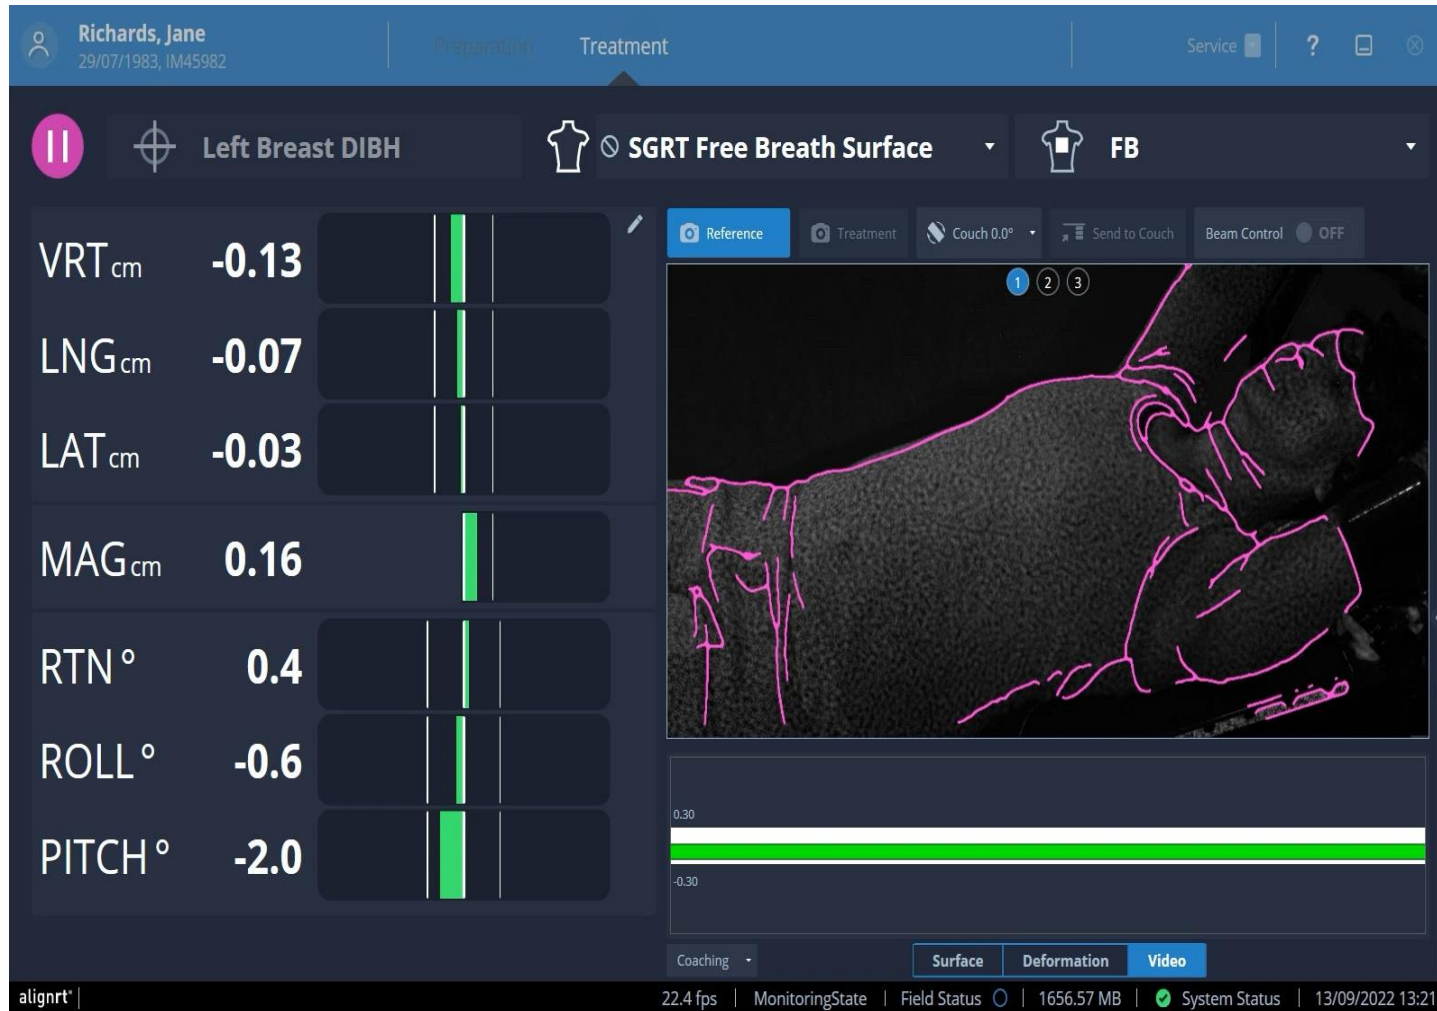 Richards, Jane
29/07/1983, IM45982
Preparation
Treatment
Service
?
Left Breast DIBH
SGRT Free Breath Surface
FB
VRT cm -0.13
LNG cm -0.07
LAT cm -0.03
MAG cm 0.16
RTN ° 0.4
ROLL ° -0.6
PITCH ° -2.0
Reference
Treatment
Couch 0.0°
Send to Couch
Beam Control OFF
1 2 3
0.30
-0.30
Coaching
Surface
Deformation
Video
alignrt®
22.4 fps | MonitoringState | Field Status | 1656.57 MB | System Status | 13/09/2022 13:21